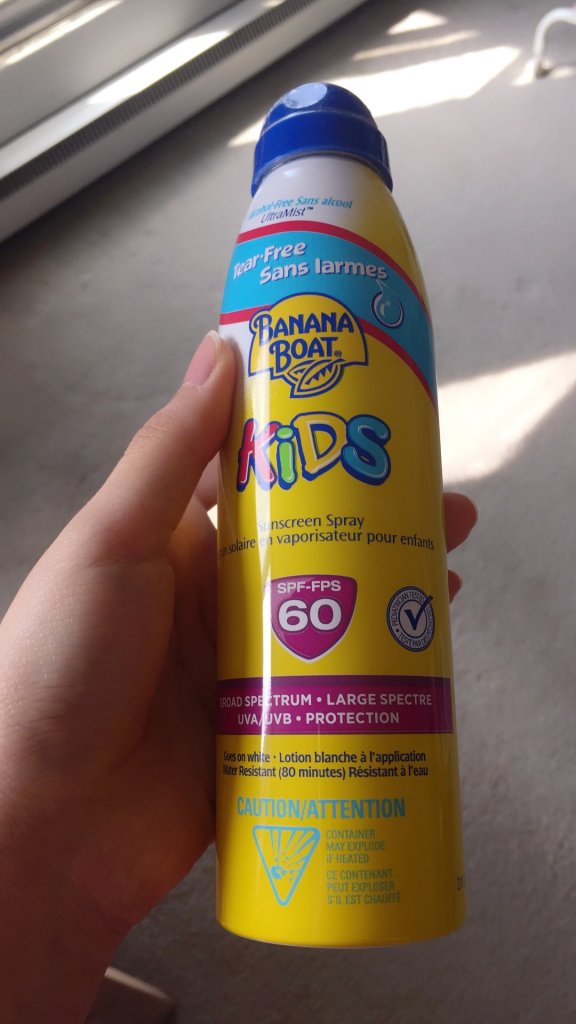 Alcohol-Free Sans alcool
UltraMist™
Tear-Free
Sans larmes
BANANA
BOAT®
KiDS
Sunscreen Spray
solaire en vaporisateur pour enfants
SPF-FPS
60
PEDIATRICIAN TESTED
BROAD SPECTRUM • LARGE SPECTRE
UVA/UVB • PROTECTION
Goes on white • Lotion blanche à l'application
Water Resistant (80 minutes) Résistant à l'eau
CAUTION/ATTENTION
CONTAINER
MAY EXPLODE
IF HEATED
CE CONTENANT
PEUT EXPLOSER
S'IL EST CHAUFFÉ